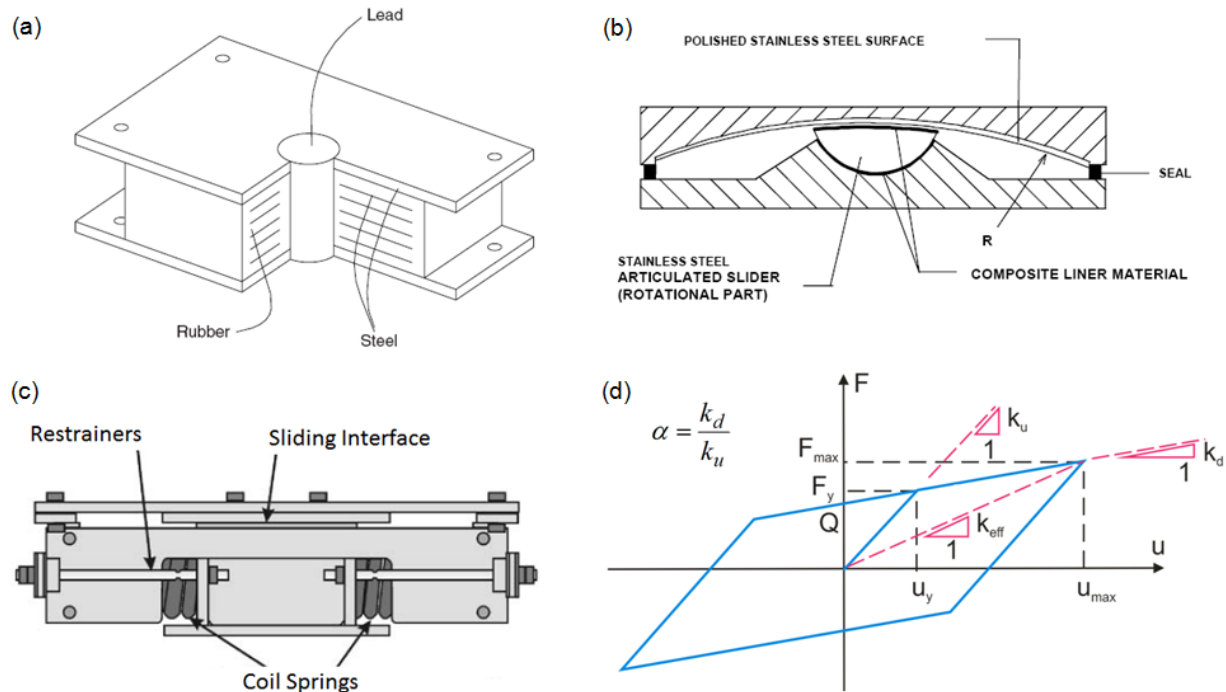 (a)
Lead
Rubber
Steel
(b)
POLISHED STAINLESS STEEL SURFACE
SEAL
R
STAINLESS STEEL
ARTICULATED SLIDER
(ROTATIONAL PART)
COMPOSITE LINER MATERIAL
(c)
Restrainers
Sliding Interface
Coil Springs
(d)
α = k_d / k_u
F
k_u
1
F_max
k_d
1
F_y
Q
k_eff
1
u
u_y
u_max